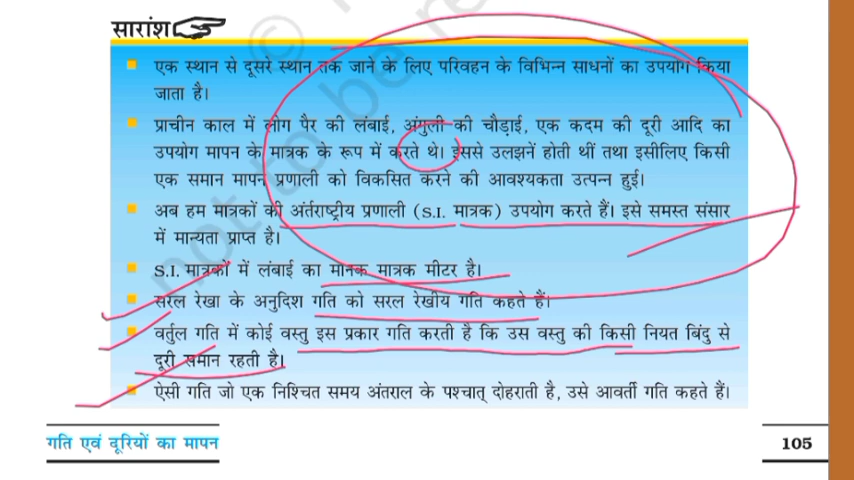 सारांश
एक स्थान से दूसरे स्थान तक जाने के लिए परिवहन के विभिन्न साधनों का उपयोग किया
जाता है।
प्राचीन काल में लोग पैर की लंबाई, अंगुली की चौड़ाई, एक कदम की दूरी आदि का
उपयोग मापन के मात्रक के रूप में करते थे। इससे उलझनें होती थीं तथा इसीलिए किसी
एक समान मापन प्रणाली को विकसित करने की आवश्यकता उत्पन्न हुई।
अब हम मात्रकों की अंर्तराष्ट्रीय प्रणाली (S.I. मात्रक) उपयोग करते हैं। इसे समस्त संसार
में मान्यता प्राप्त है।
S.I. मात्रकों में लंबाई का मानक मात्रक मीटर है।
सरल रेखा के अनुदिश गति को सरल रेखीय गति कहते हैं।
वर्तुल गति में कोई वस्तु इस प्रकार गति करती है कि उस वस्तु की किसी नियत बिंदु से
दूरी समान रहती है।
ऐसी गति जो एक निश्चित समय अंतराल के पश्चात् दोहराती है, उसे आवर्ती गति कहते हैं।
गति एवं दूरियों का मापन
105
not to be re
©